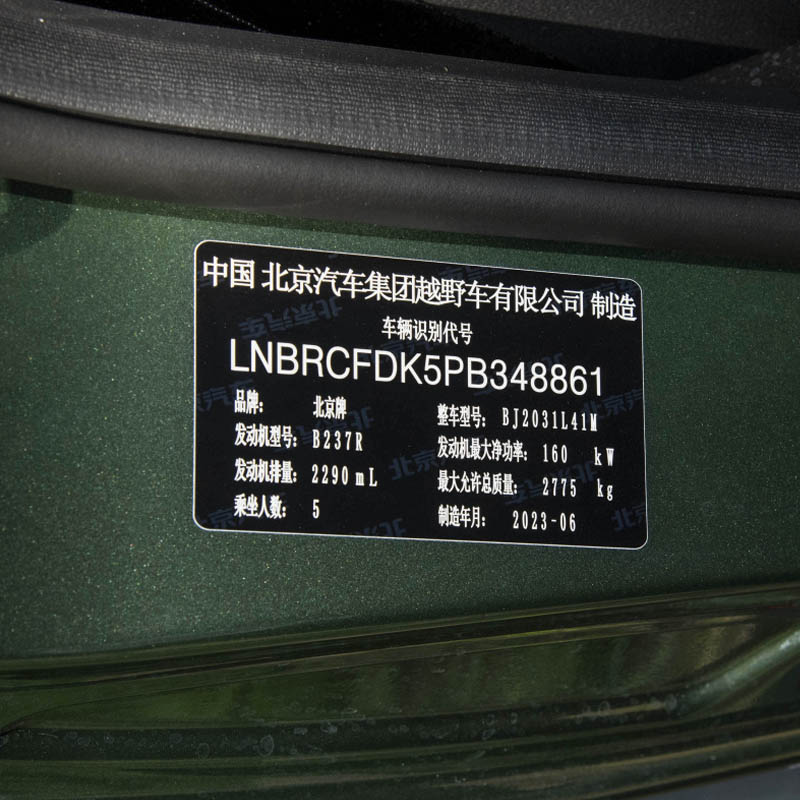 中国 北京汽车集团越野车有限公司 制造
车辆识别代号
LNBRCFDK5PB348861
品牌: 北京牌 整车型号: BJ2031L41M
发动机型号: B237R 发动机最大净功率: 160 kW
发动机排量: 2290 mL 最大允许总质量: 2775 kg
乘坐人数: 5 制造年月: 2023-06